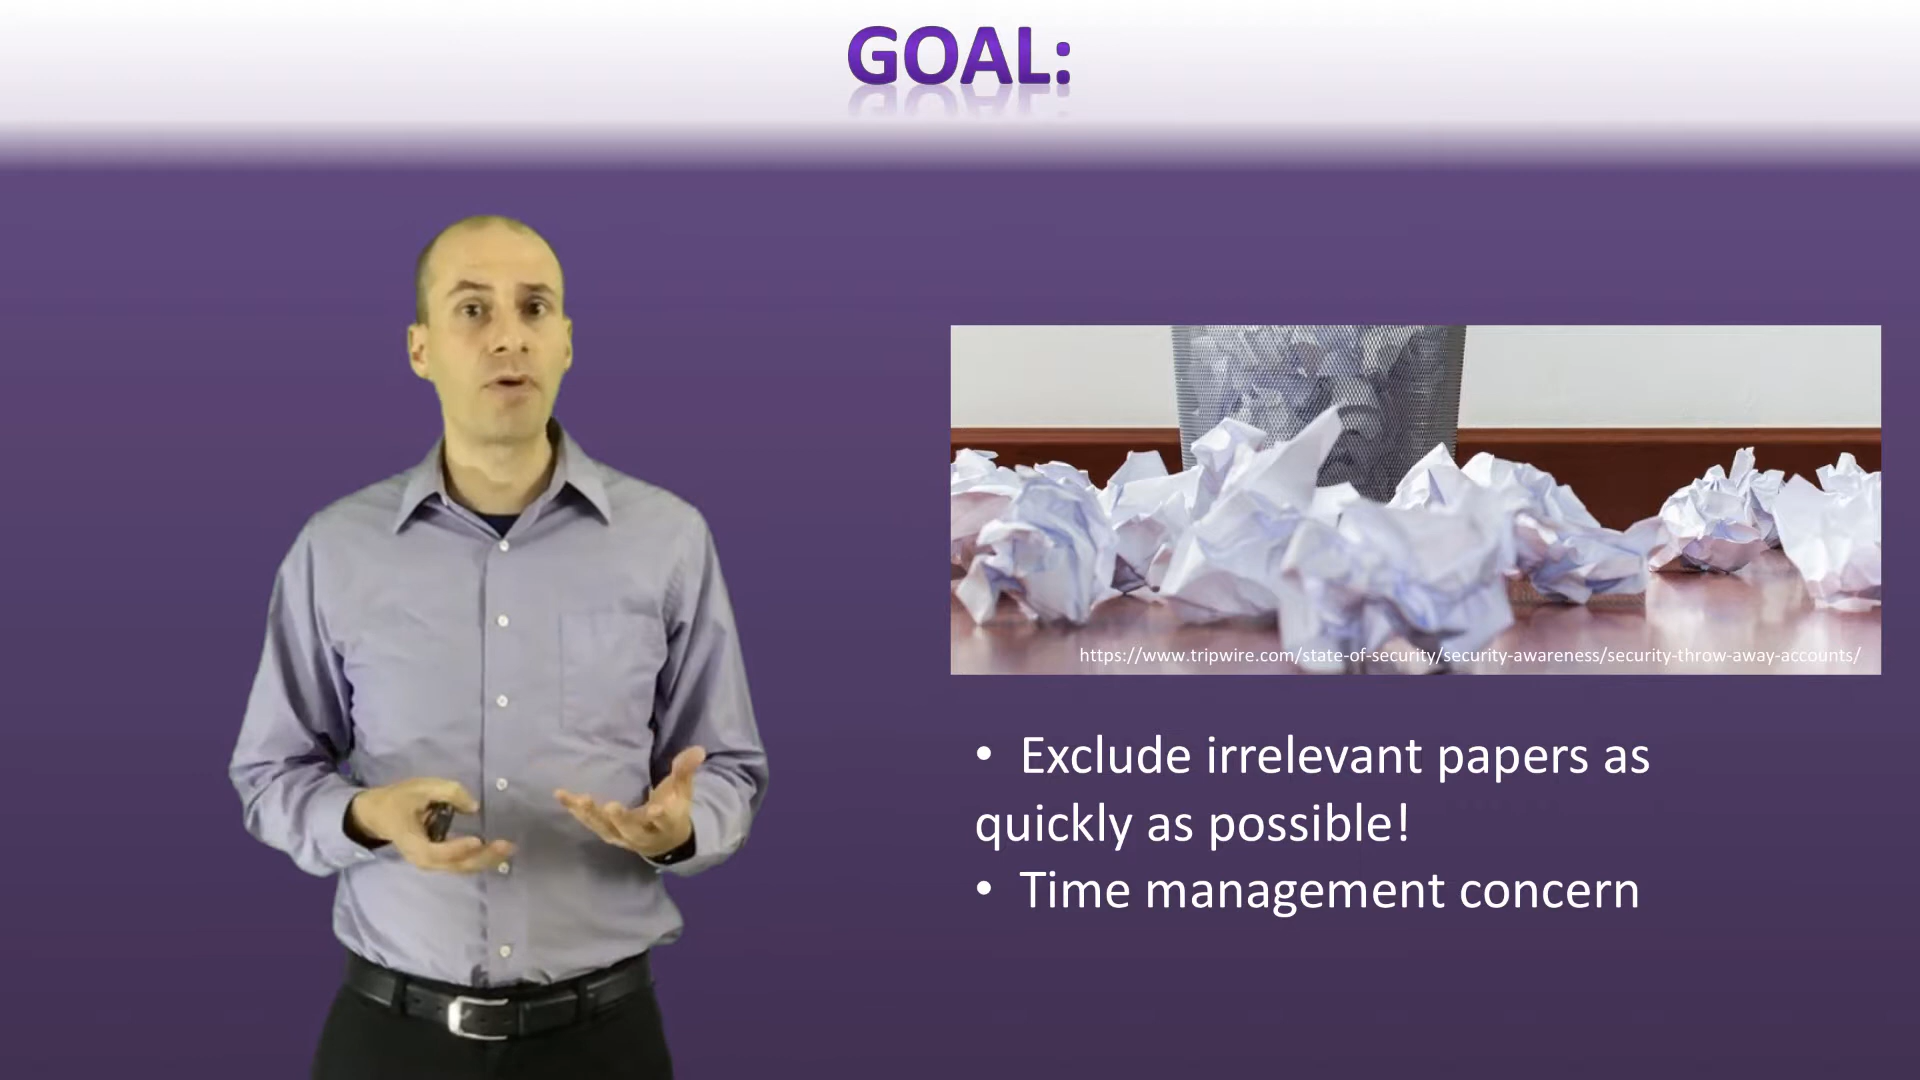 GOAL:
https://www.tripwire.com/state-of-security/security-awareness/security-throw-away-accounts/
• Exclude irrelevant papers as
quickly as possible!
• Time management concern